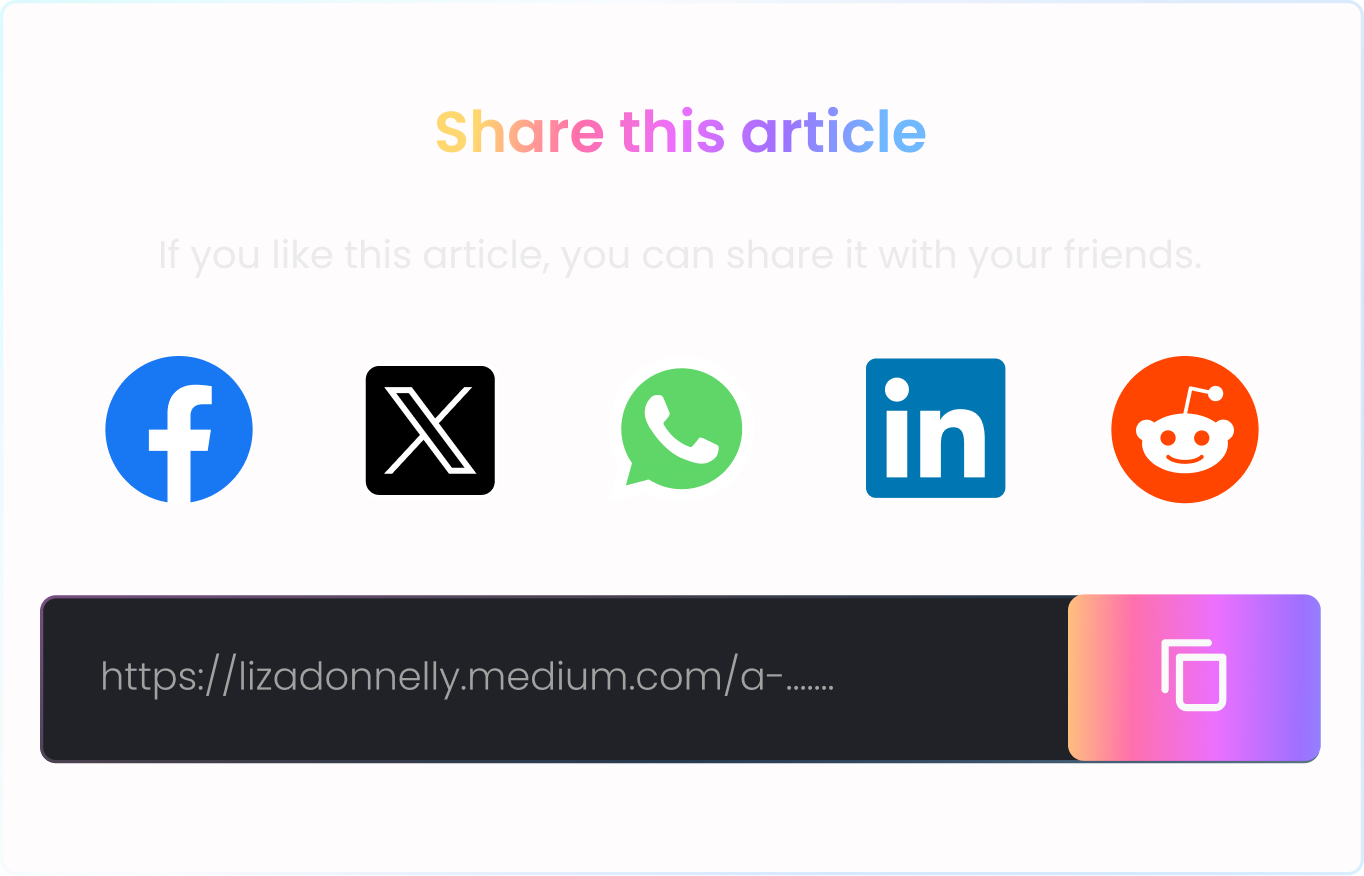 Share this article
If you like this article, you can share it with your friends.
in
https://lizadonnelly.medium.com/a-.......